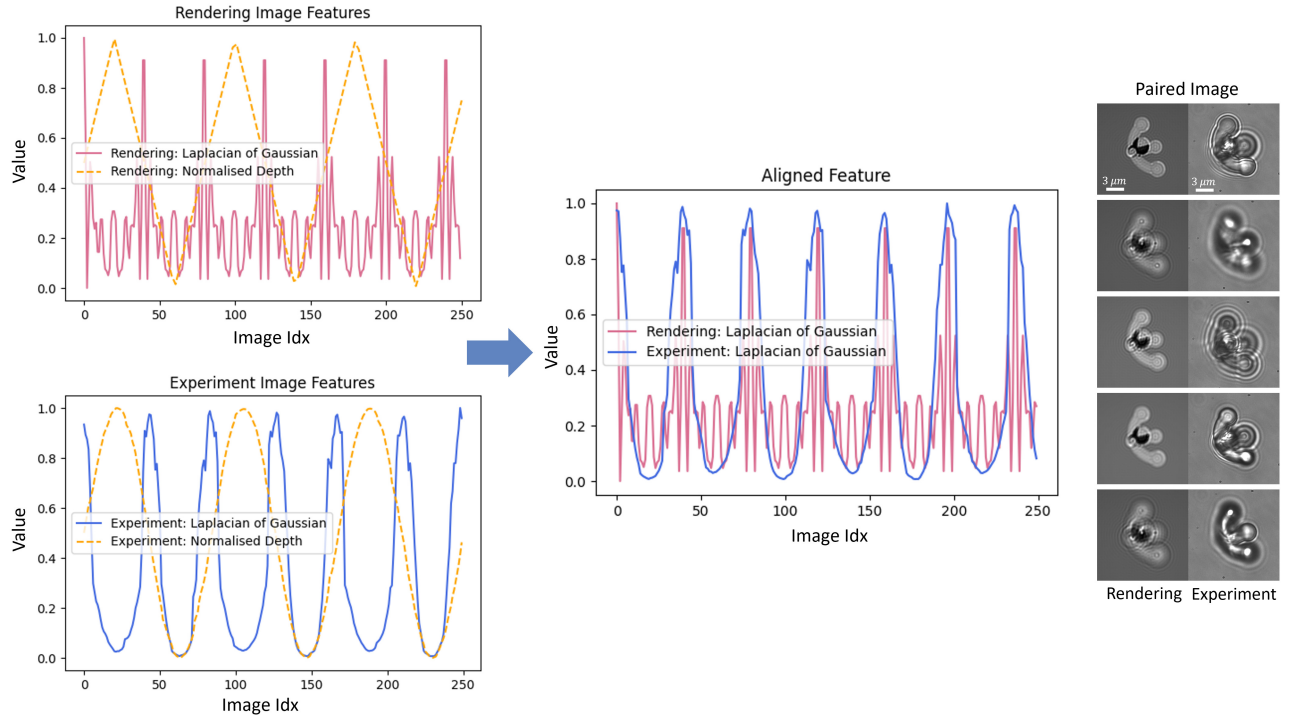 Rendering Image Features
1.0
0.8
0.6
0.4
0.2
0.0
Value
Rendering: Laplacian of Gaussian
Rendering: Normalised Depth
0 50 100 150 200 250
Image Idx
Experiment Image Features
1.0
0.8
0.6
0.4
0.2
0.0
Value
Experiment: Laplacian of Gaussian
Experiment: Normalised Depth
0 50 100 150 200 250
Image Idx
Aligned Feature
1.0
0.8
0.6
0.4
0.2
0.0
Value
Rendering: Laplacian of Gaussian
Experiment: Laplacian of Gaussian
0 50 100 150 200 250
Image Idx
Paired Image
3 μm 3 μm
Rendering Experiment